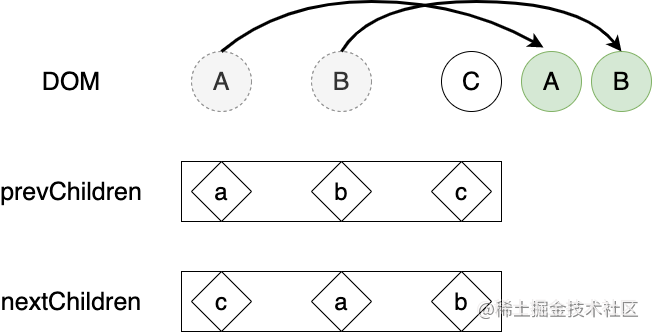 DOM A B C A B
prevChildren a b c
nextChildren c a b
@稀土掘金技术社区